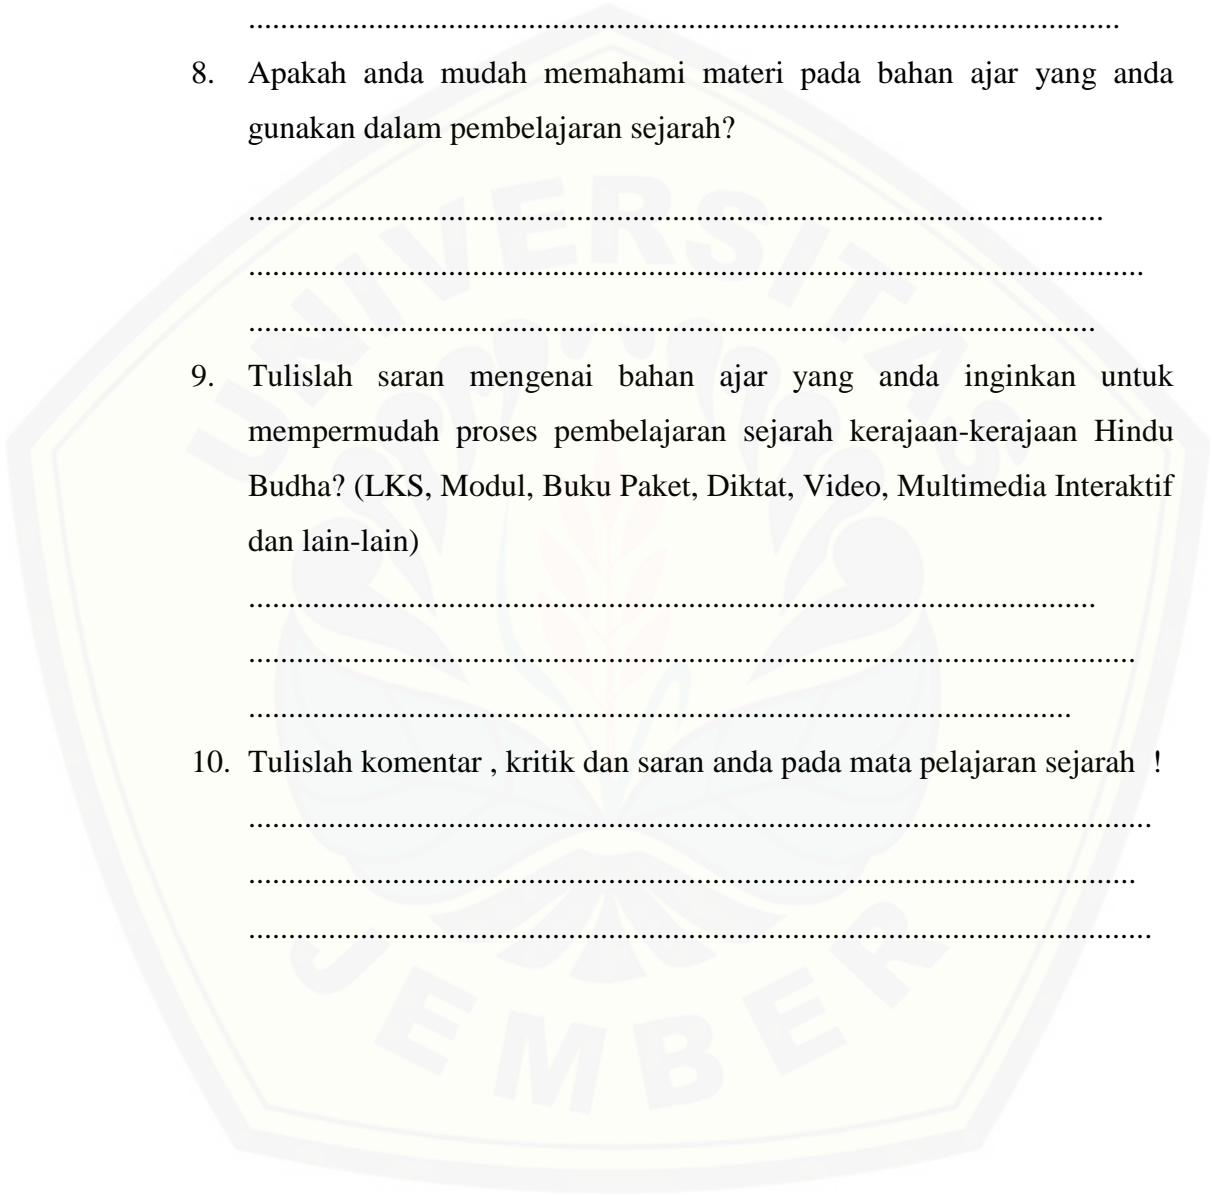 ........................................................................................................
8. Apakah anda mudah memahami materi pada bahan ajar yang anda
gunakan dalam pembelajaran sejarah?
........................................................................................................
........................................................................................................
........................................................................................................
9. Tulislah saran mengenai bahan ajar yang anda inginkan untuk
mempermudah proses pembelajaran sejarah kerajaan-kerajaan Hindu
Budha? (LKS, Modul, Buku Paket, Diktat, Video, Multimedia Interaktif
dan lain-lain)
........................................................................................................
........................................................................................................
........................................................................................................
10. Tulislah komentar , kritik dan saran anda pada mata pelajaran sejarah !
........................................................................................................
........................................................................................................
........................................................................................................
UNIVERSITAS
JEMBER